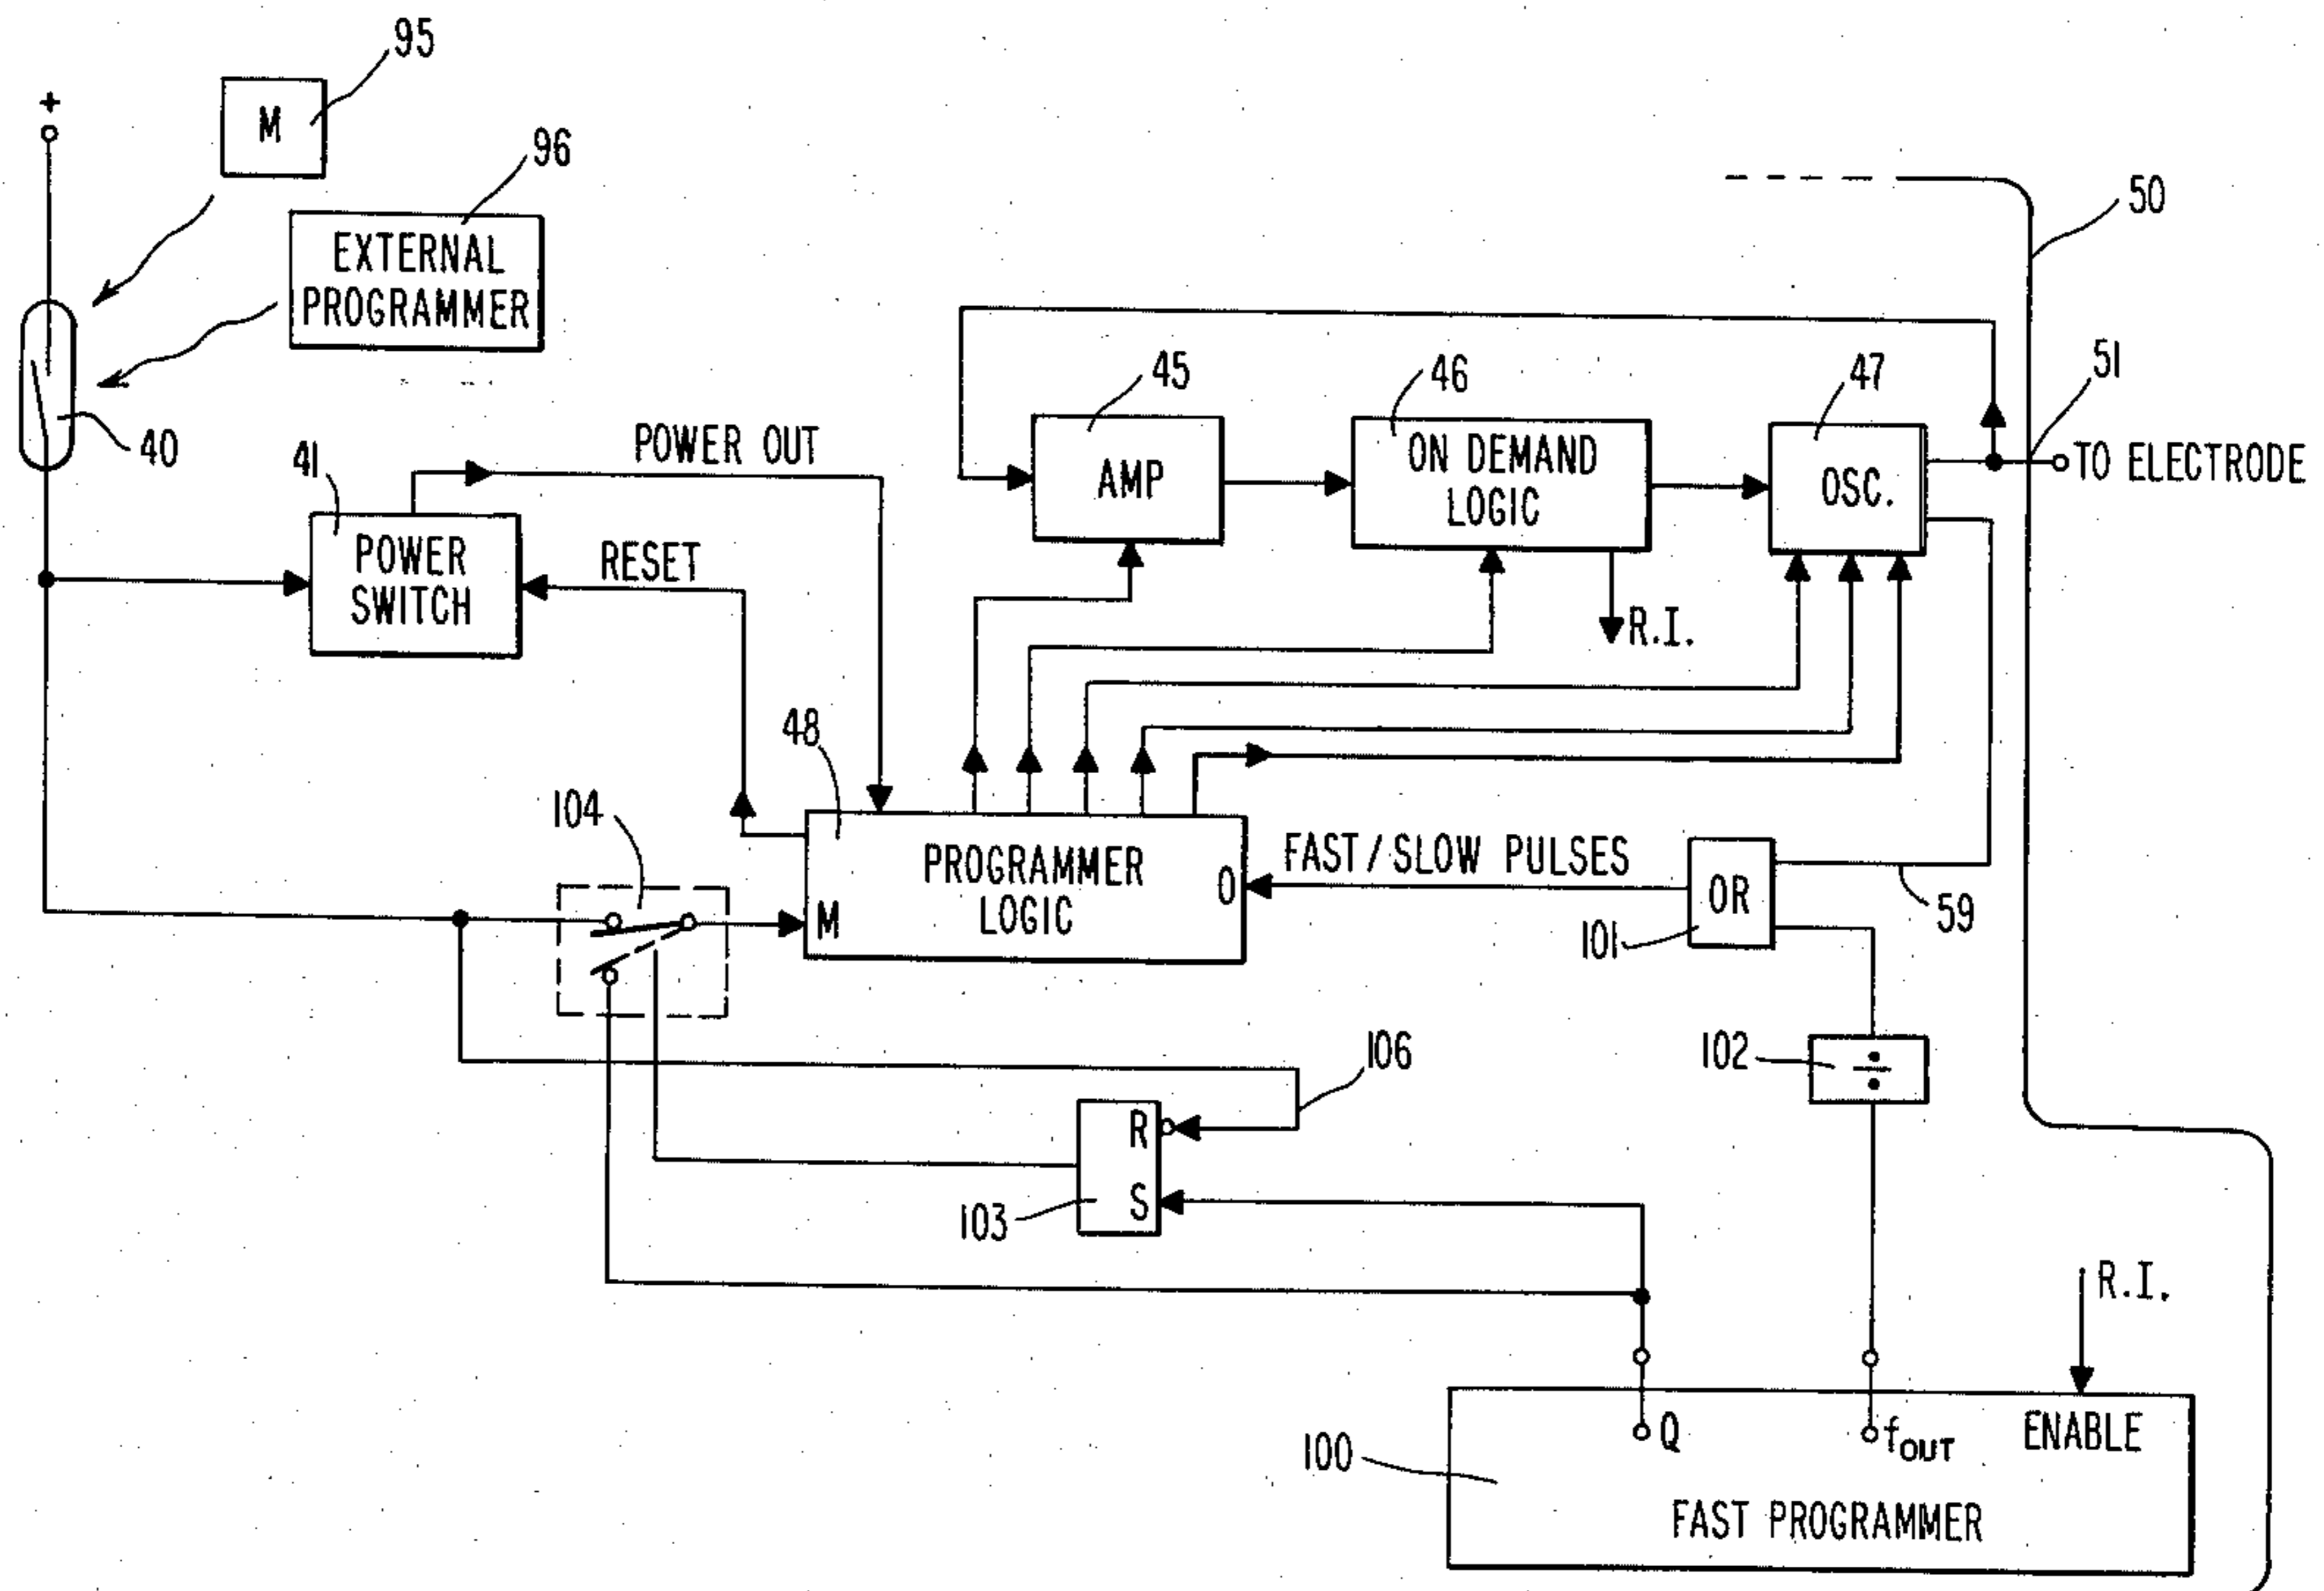 95
+
M
96
EXTERNAL
PROGRAMMER
50
40
41
POWER OUT
45
46
47
51
AMP
ON DEMAND
LOGIC
OSC.
TO ELECTRODE
POWER
SWITCH
RESET
R.I.
48
104
M
PROGRAMMER
LOGIC
O
FAST/SLOW PULSES
OR
101
59
102
÷
106
R
S
103
R.I.
Q
fOUT
ENABLE
100
FAST PROGRAMMER